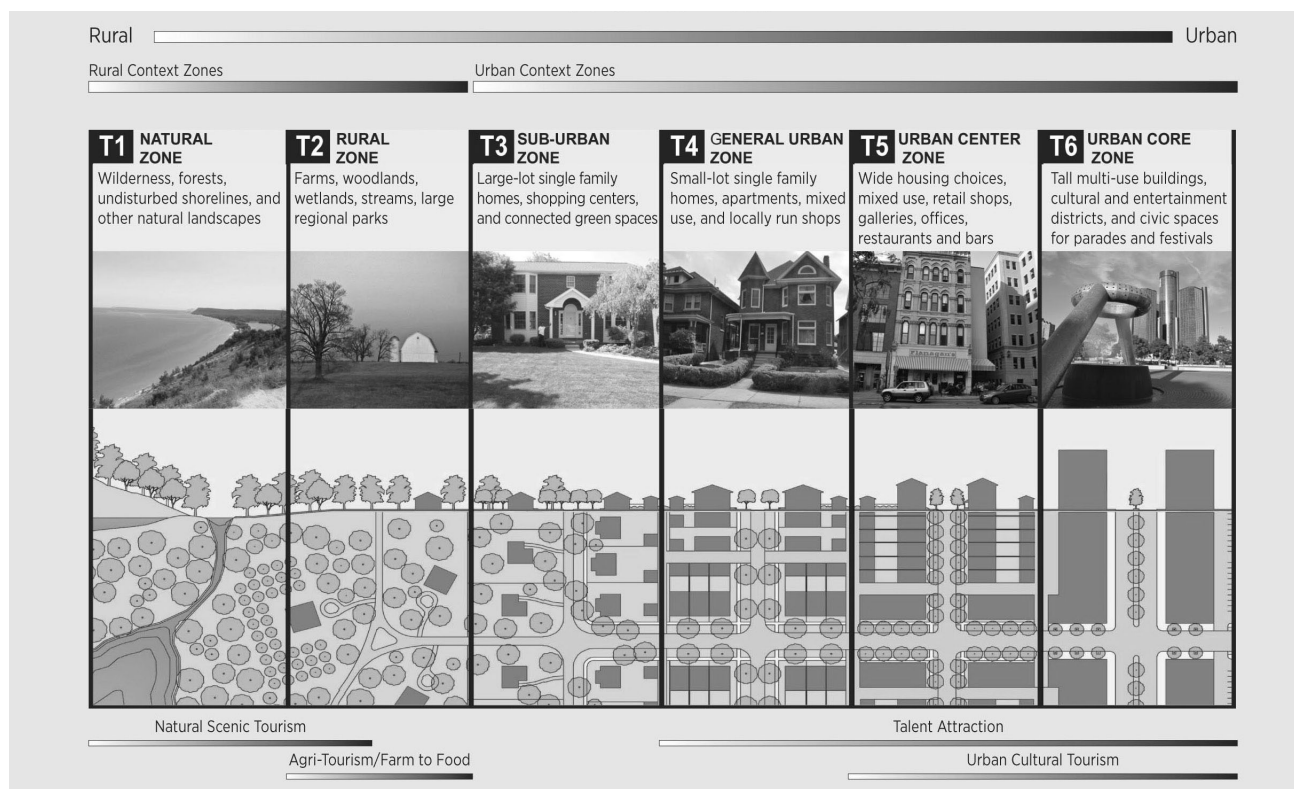 Rural
Urban
Rural Context Zones
Urban Context Zones
T1 NATURAL
ZONE
Wilderness, forests,
undisturbed shorelines, and
other natural landscapes
T2 RURAL
ZONE
Farms, woodlands,
wetlands, streams, large
regional parks
T3 SUB-URBAN
ZONE
Large-lot single family
homes, shopping centers,
and connected green spaces
T4 GENERAL URBAN
ZONE
Small-lot single family
homes, apartments, mixed
use, and locally run shops
T5 URBAN CENTER
ZONE
Wide housing choices,
mixed use, retail shops,
galleries, offices,
restaurants and bars
T6 URBAN CORE
ZONE
Tall multi-use buildings,
cultural and entertainment
districts, and civic spaces
for parades and festivals
Natural Scenic Tourism
Talent Attraction
Agri-Tourism/Farm to Food
Urban Cultural Tourism